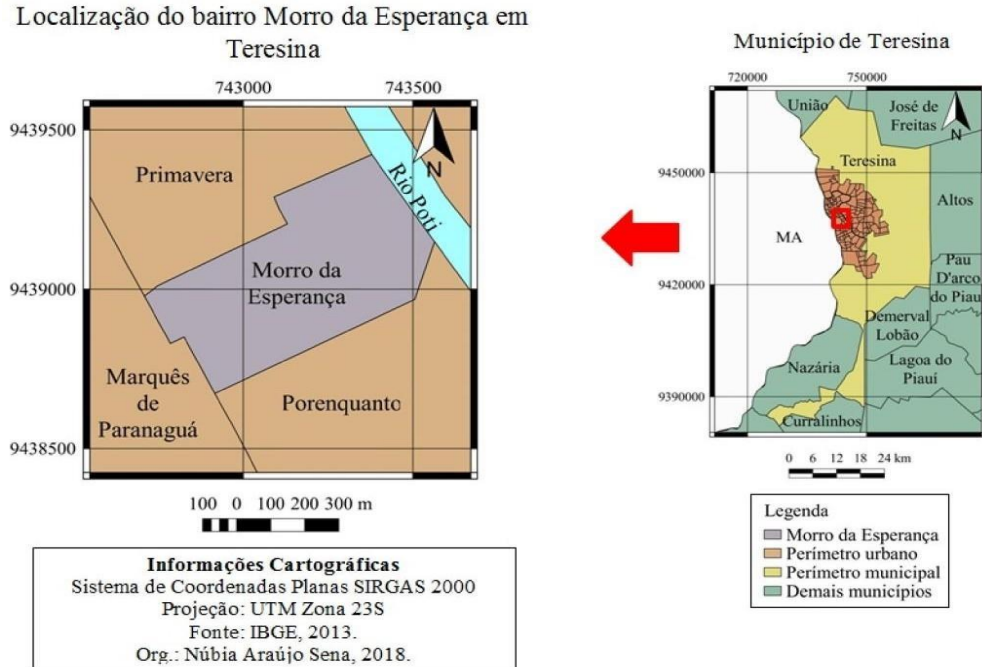 Localização do bairro Morro da Esperança em
Teresina
743000
743500
9439500
9439000
9438500
Primavera
N
Rio Poti
Morro da
Esperança
Marquês
de
Paranaguá
Porenquanto
100 0 100 200 300 m
Informações Cartográficas
Sistema de Coordenadas Planas SIRGAS 2000
Projeção: UTM Zona 23S
Fonte: IBGE, 2013.
Org.: Núbia Araújo Sena, 2018.
Município de Teresina
720000
750000
9450000
9420000
9390000
União
José de
Freitas
N
Teresina
Altos
MA
Pau
D'arco
do Piau
Demerval
Lobão
Lagoa do
Piauí
Nazária
Curralinhos
0 6 12 18 24 km
Legenda
Morro da Esperança
Perímetro urbano
Perímetro municipal
Demais municípios